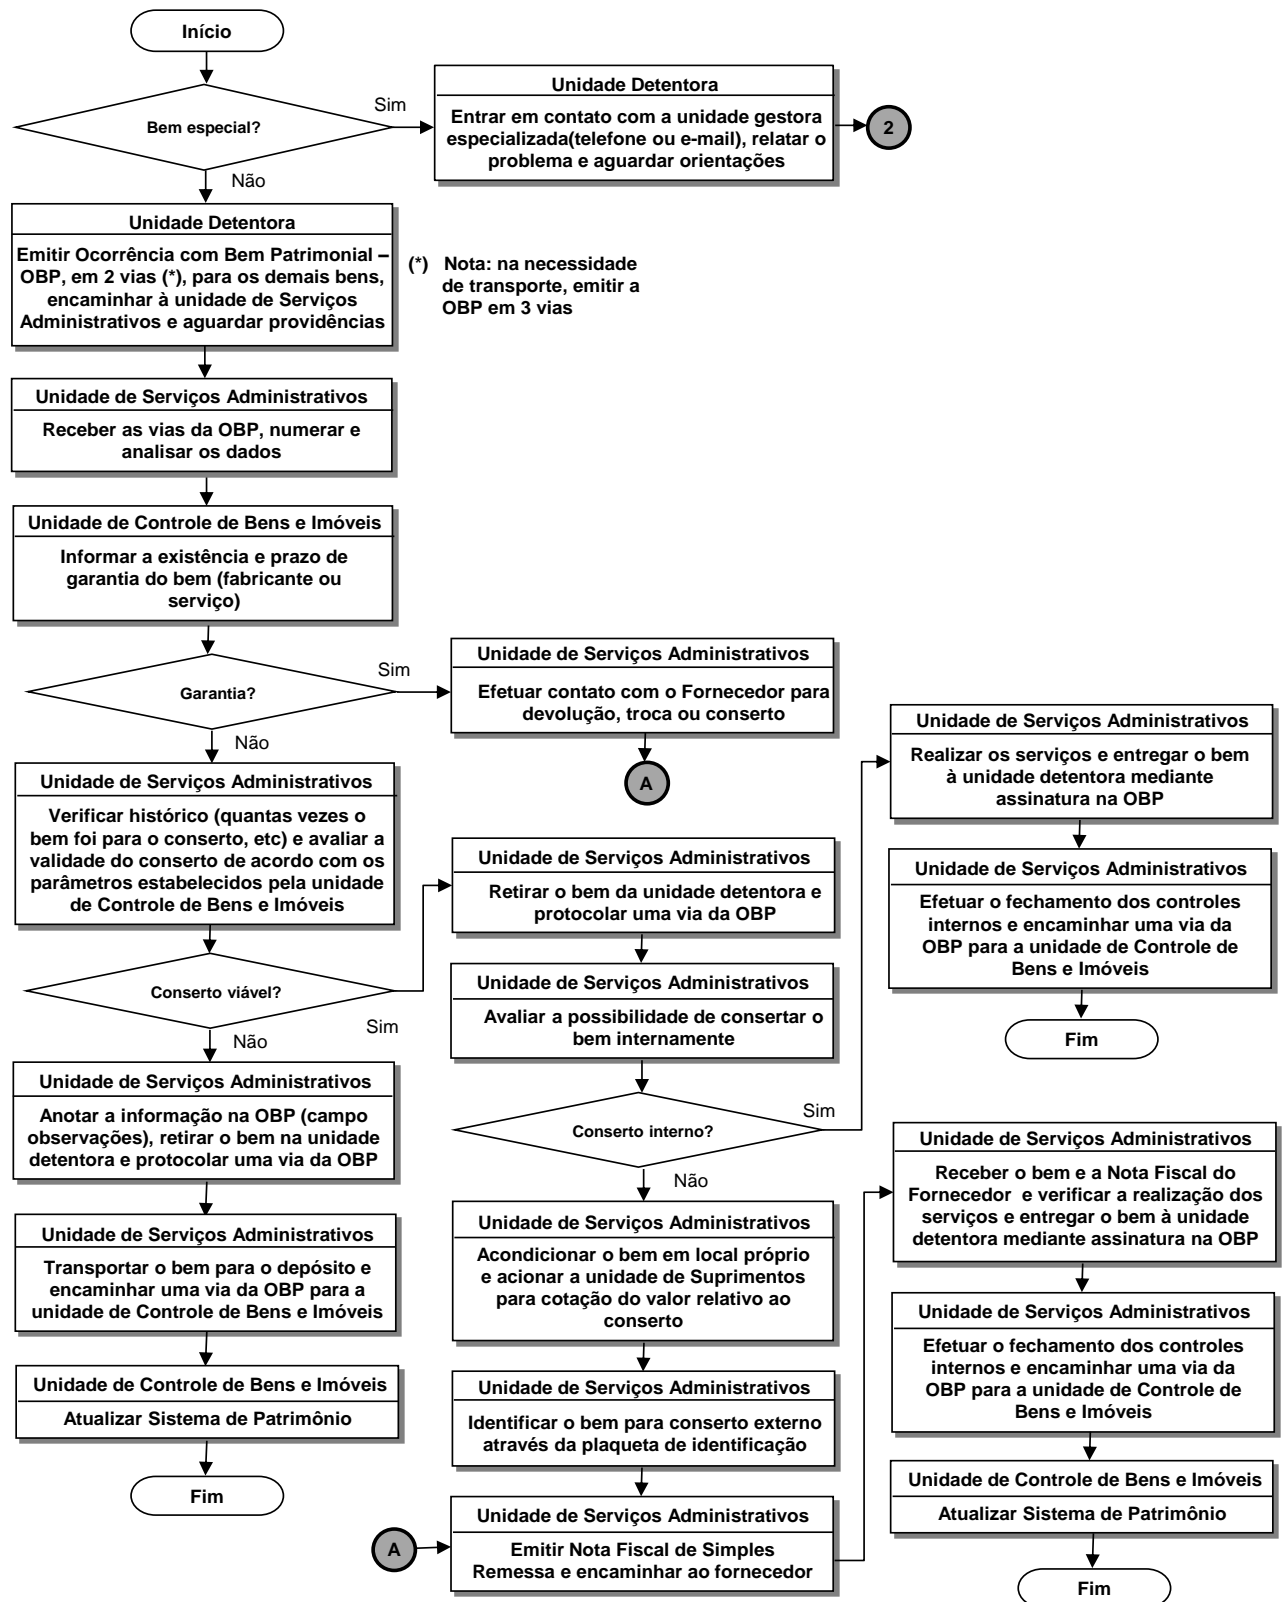 Início
Bem especial?
Sim
Não
Unidade Detentora
Entrar em contato com a unidade gestora
especializada(telefone ou e-mail), relatar o
problema e aguardar orientações
2
Unidade Detentora
Emitir Ocorrência com Bem Patrimonial –
OBP, em 2 vias (*), para os demais bens,
encaminhar à unidade de Serviços
Administrativos e aguardar providências
(*) Nota: na necessidade
de transporte, emitir a
OBP em 3 vias
Unidade de Serviços Administrativos
Receber as vias da OBP, numerar e
analisar os dados
Unidade de Controle de Bens e Imóveis
Informar a existência e prazo de
garantia do bem (fabricante ou
serviço)
Garantia?
Sim
Não
Unidade de Serviços Administrativos
Efetuar contato com o Fornecedor para
devolução, troca ou conserto
A
Unidade de Serviços Administrativos
Verificar histórico (quantas vezes o
bem foi para o conserto, etc) e avaliar a
validade do conserto de acordo com os
parâmetros estabelecidos pela unidade
de Controle de Bens e Imóveis
Conserto viável?
Sim
Não
Unidade de Serviços Administrativos
Anotar a informação na OBP (campo
observações), retirar o bem na unidade
detentora e protocolar uma via da OBP
Unidade de Serviços Administrativos
Transportar o bem para o depósito e
encaminhar uma via da OBP para a
unidade de Controle de Bens e Imóveis
Unidade de Controle de Bens e Imóveis
Atualizar Sistema de Patrimônio
Fim
Unidade de Serviços Administrativos
Retirar o bem da unidade detentora e
protocolar uma via da OBP
Unidade de Serviços Administrativos
Avaliar a possibilidade de consertar o
bem internamente
Conserto interno?
Sim
Não
Unidade de Serviços Administrativos
Acondicionar o bem em local próprio
e acionar a unidade de Suprimentos
para cotação do valor relativo ao
conserto
Unidade de Serviços Administrativos
Identificar o bem para conserto externo
através da plaqueta de identificação
A
Unidade de Serviços Administrativos
Emitir Nota Fiscal de Simples
Remessa e encaminhar ao fornecedor
Unidade de Serviços Administrativos
Realizar os serviços e entregar o bem
à unidade detentora mediante
assinatura na OBP
Unidade de Serviços Administrativos
Efetuar o fechamento dos controles
internos e encaminhar uma via da
OBP para a unidade de Controle de
Bens e Imóveis
Fim
Unidade de Serviços Administrativos
Receber o bem e a Nota Fiscal do
Fornecedor e verificar a realização dos
serviços e entregar o bem à unidade
detentora mediante assinatura na OBP
Unidade de Serviços Administrativos
Efetuar o fechamento dos controles
internos e encaminhar uma via da
OBP para a unidade de Controle de
Bens e Imóveis
Unidade de Controle de Bens e Imóveis
Atualizar Sistema de Patrimônio
Fim